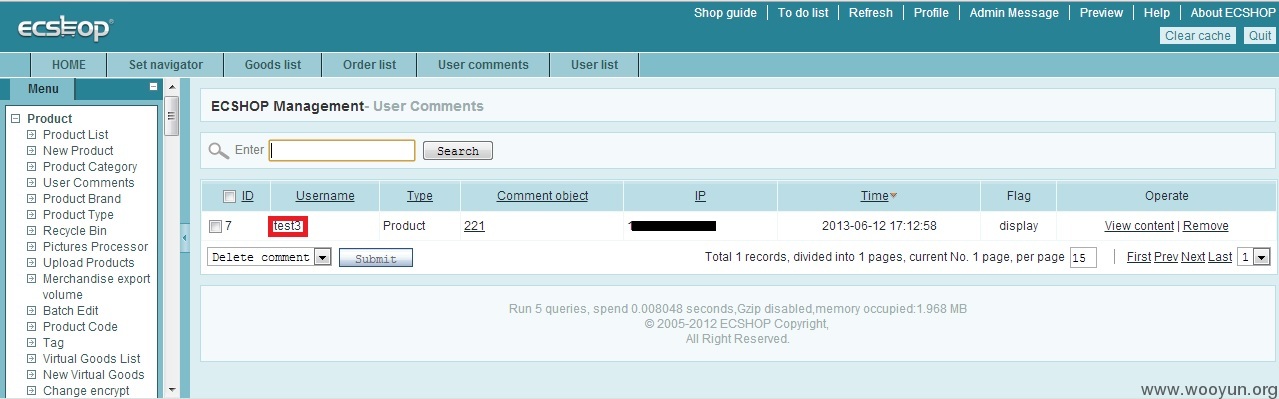 ECSHOP®
Shop guide | To do list | Refresh | Profile | Admin Message | Preview | Help | About ECSHOP
Clear cache Quit
HOME Set navigator Goods list Order list User comments User list
Menu
Product
Product List
New Product
Product Category
User Comments
Product Brand
Product Type
Recycle Bin
Pictures Processor
Upload Products
Merchandise export
volume
Batch Edit
Product Code
Tag
Virtual Goods List
New Virtual Goods
Change encrypt
ECSHOP Management- User Comments
Enter Search
ID Username Type Comment object IP Time Flag Operate
7 test3 Product 221 1 2013-06-12 17:12:58 display View content | Remove
Delete comment Submit Total 1 records, divided into 1 pages, current No. 1 page, per page 15 | First Prev Next Last 1
Run 5 queries, spend 0.008048 seconds,Gzip disabled,memory occupied:1.968 MB
© 2005-2012 ECSHOP Copyright,
All Right Reserved.
www.wooyun.org